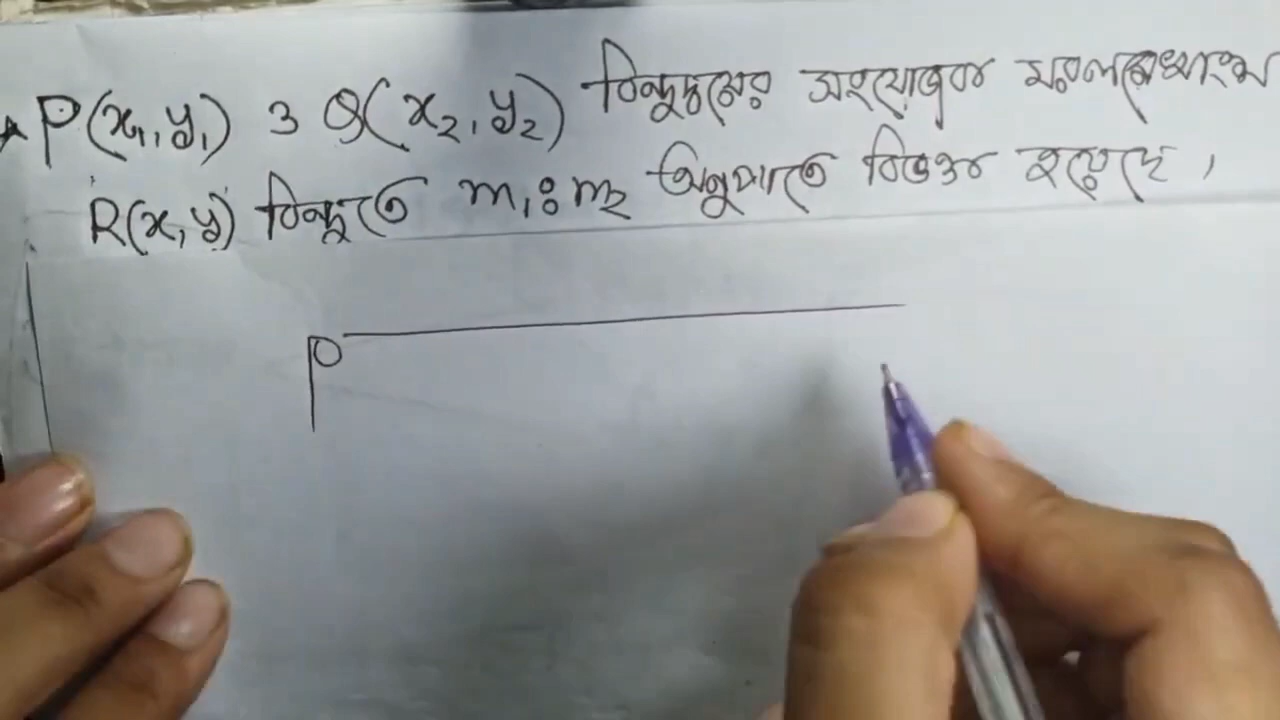 P(x₁,y₁) ও Q(x₂,y₂) বিন্দুদ্বয়ের সংযোজক সরলরেখাংশ
R(x,y) বিন্দুতে m₁:m₂ অনুপাতে বিভক্ত হয়েছে,
P